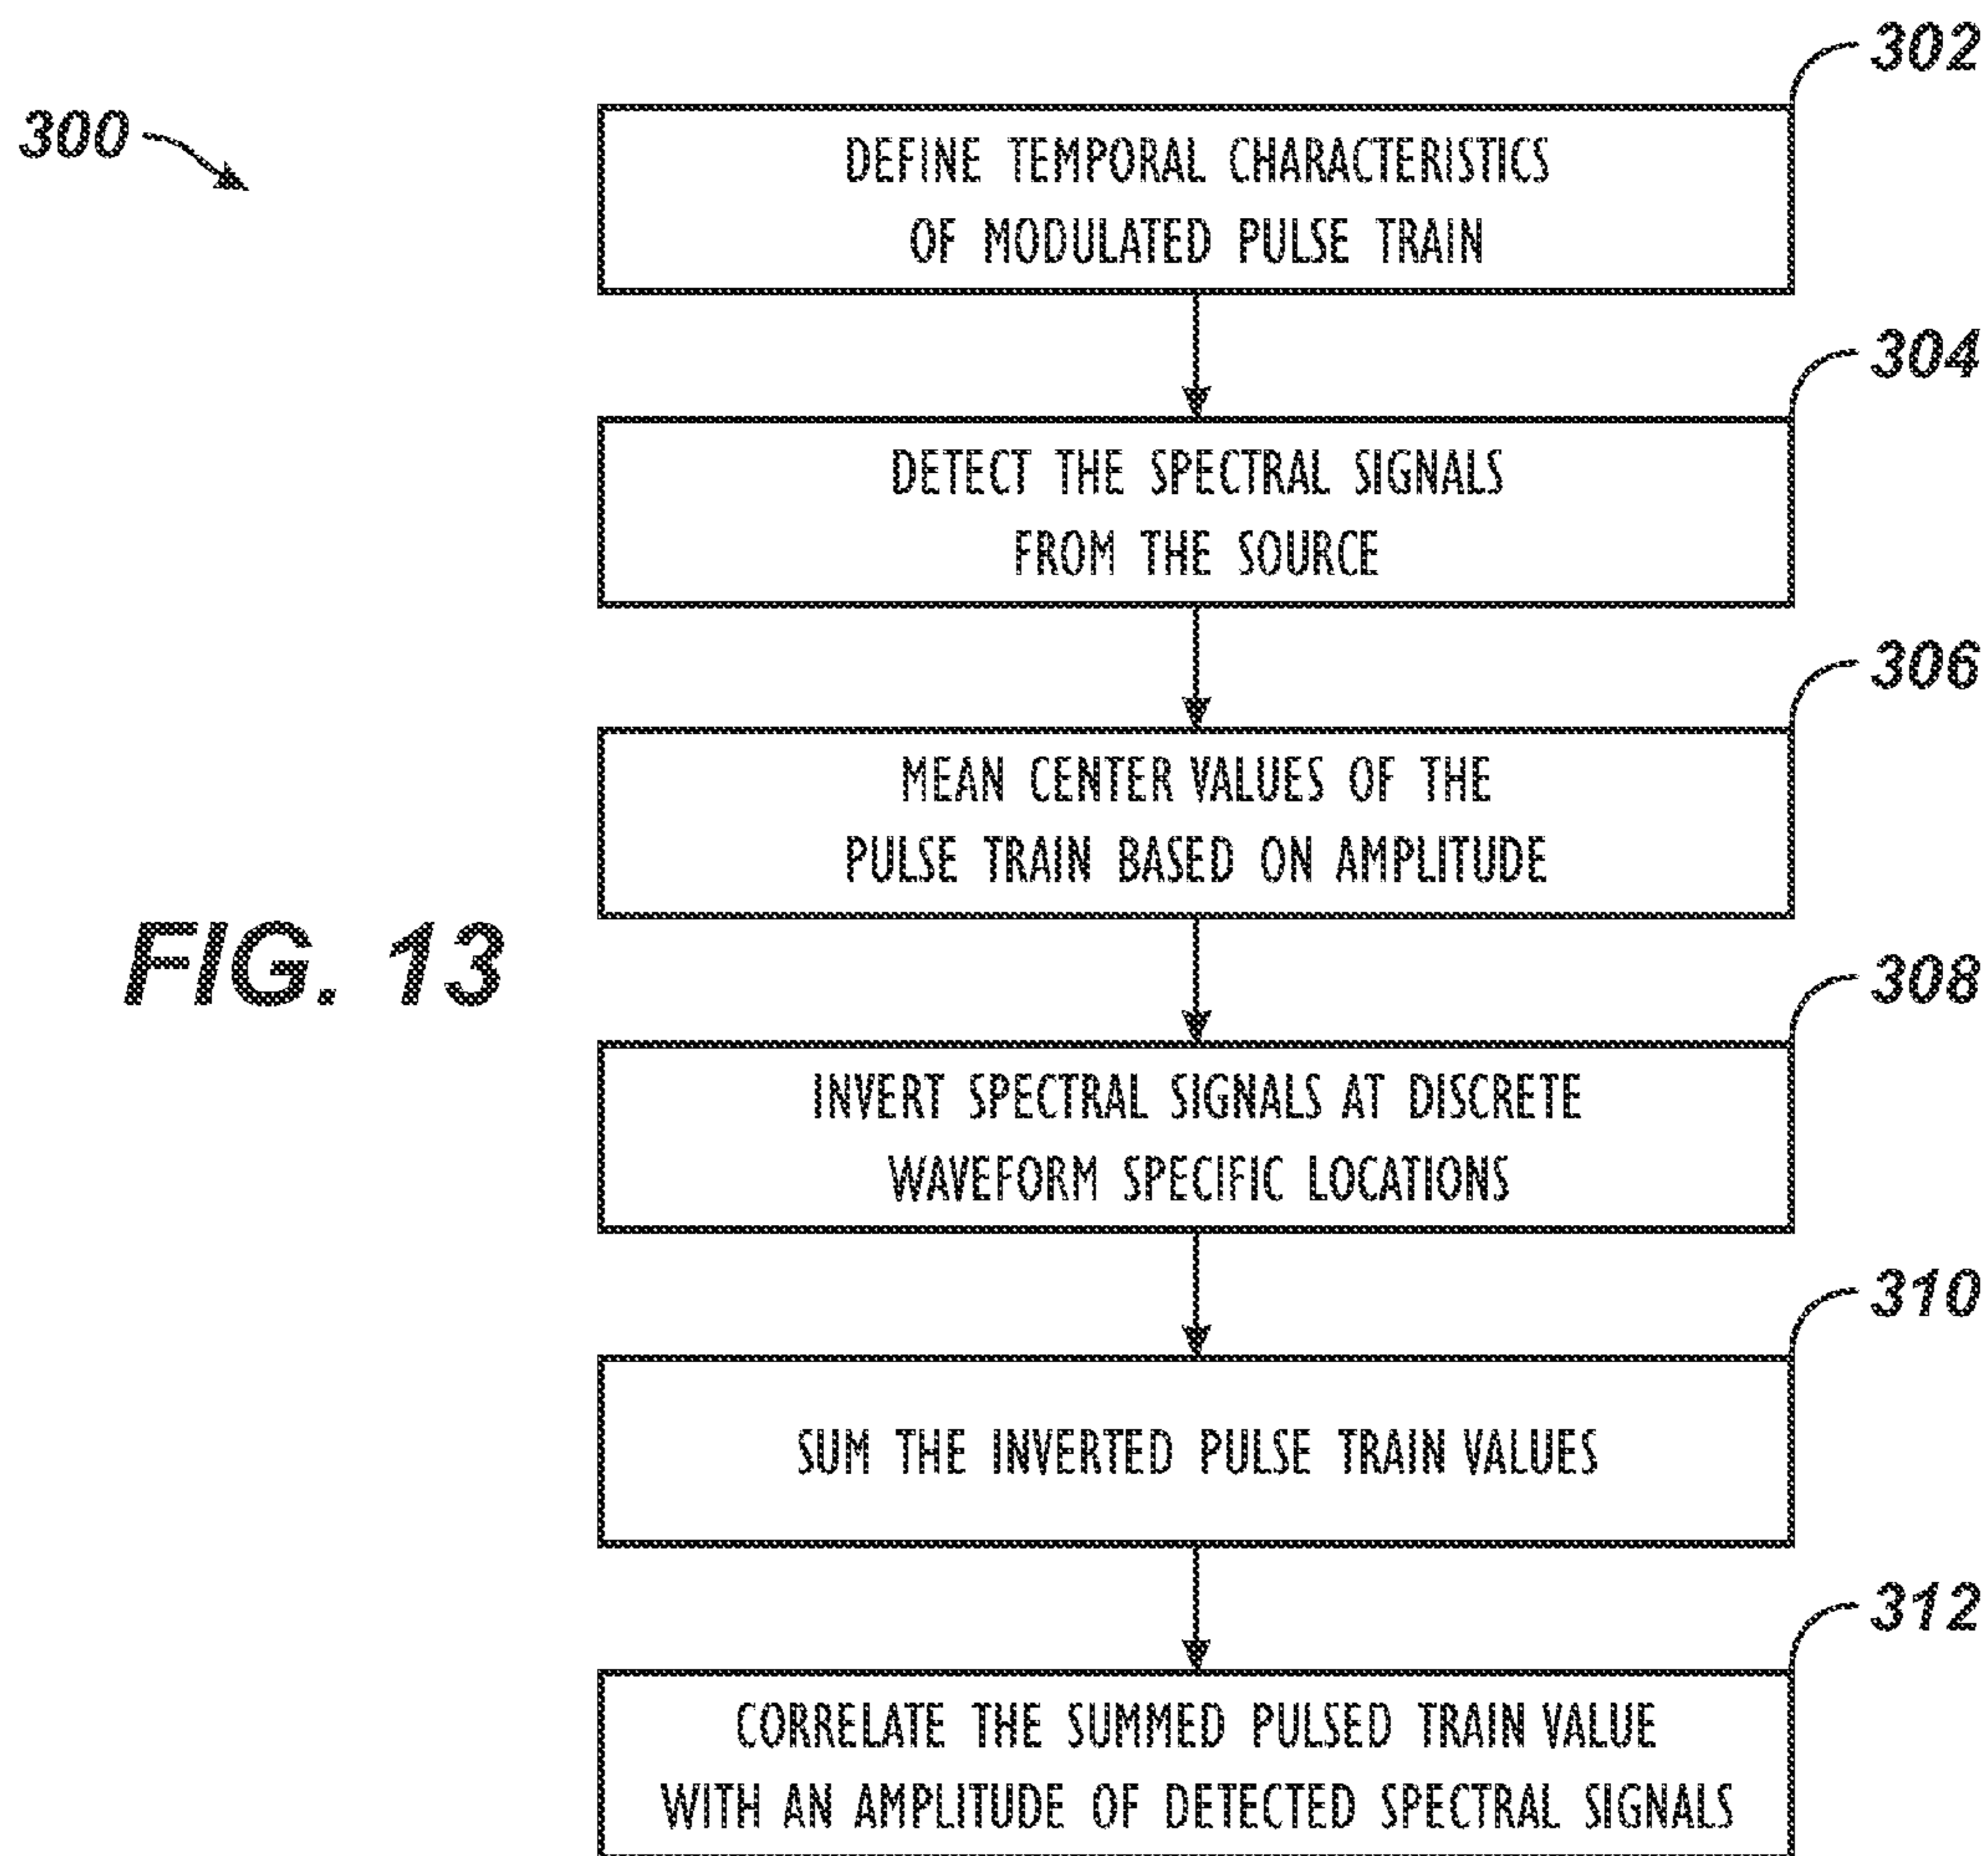 302
300
DEFINE TEMPORAL CHARACTERISTICS
OF MODULATED PULSE TRAIN
304
DETECT THE SPECTRAL SIGNALS
FROM THE SOURCE
306
MEAN CENTER VALUES OF THE
PULSE TRAIN BASED ON AMPLITUDE
FIG. 13
308
INVERT SPECTRAL SIGNALS AT DISCRETE
WAVEFORM SPECIFIC LOCATIONS
310
SUM THE INVERTED PULSE TRAIN VALUES
312
CORRELATE THE SUMMED PULSED TRAIN VALUE
WITH AN AMPLITUDE OF DETECTED SPECTRAL SIGNALS